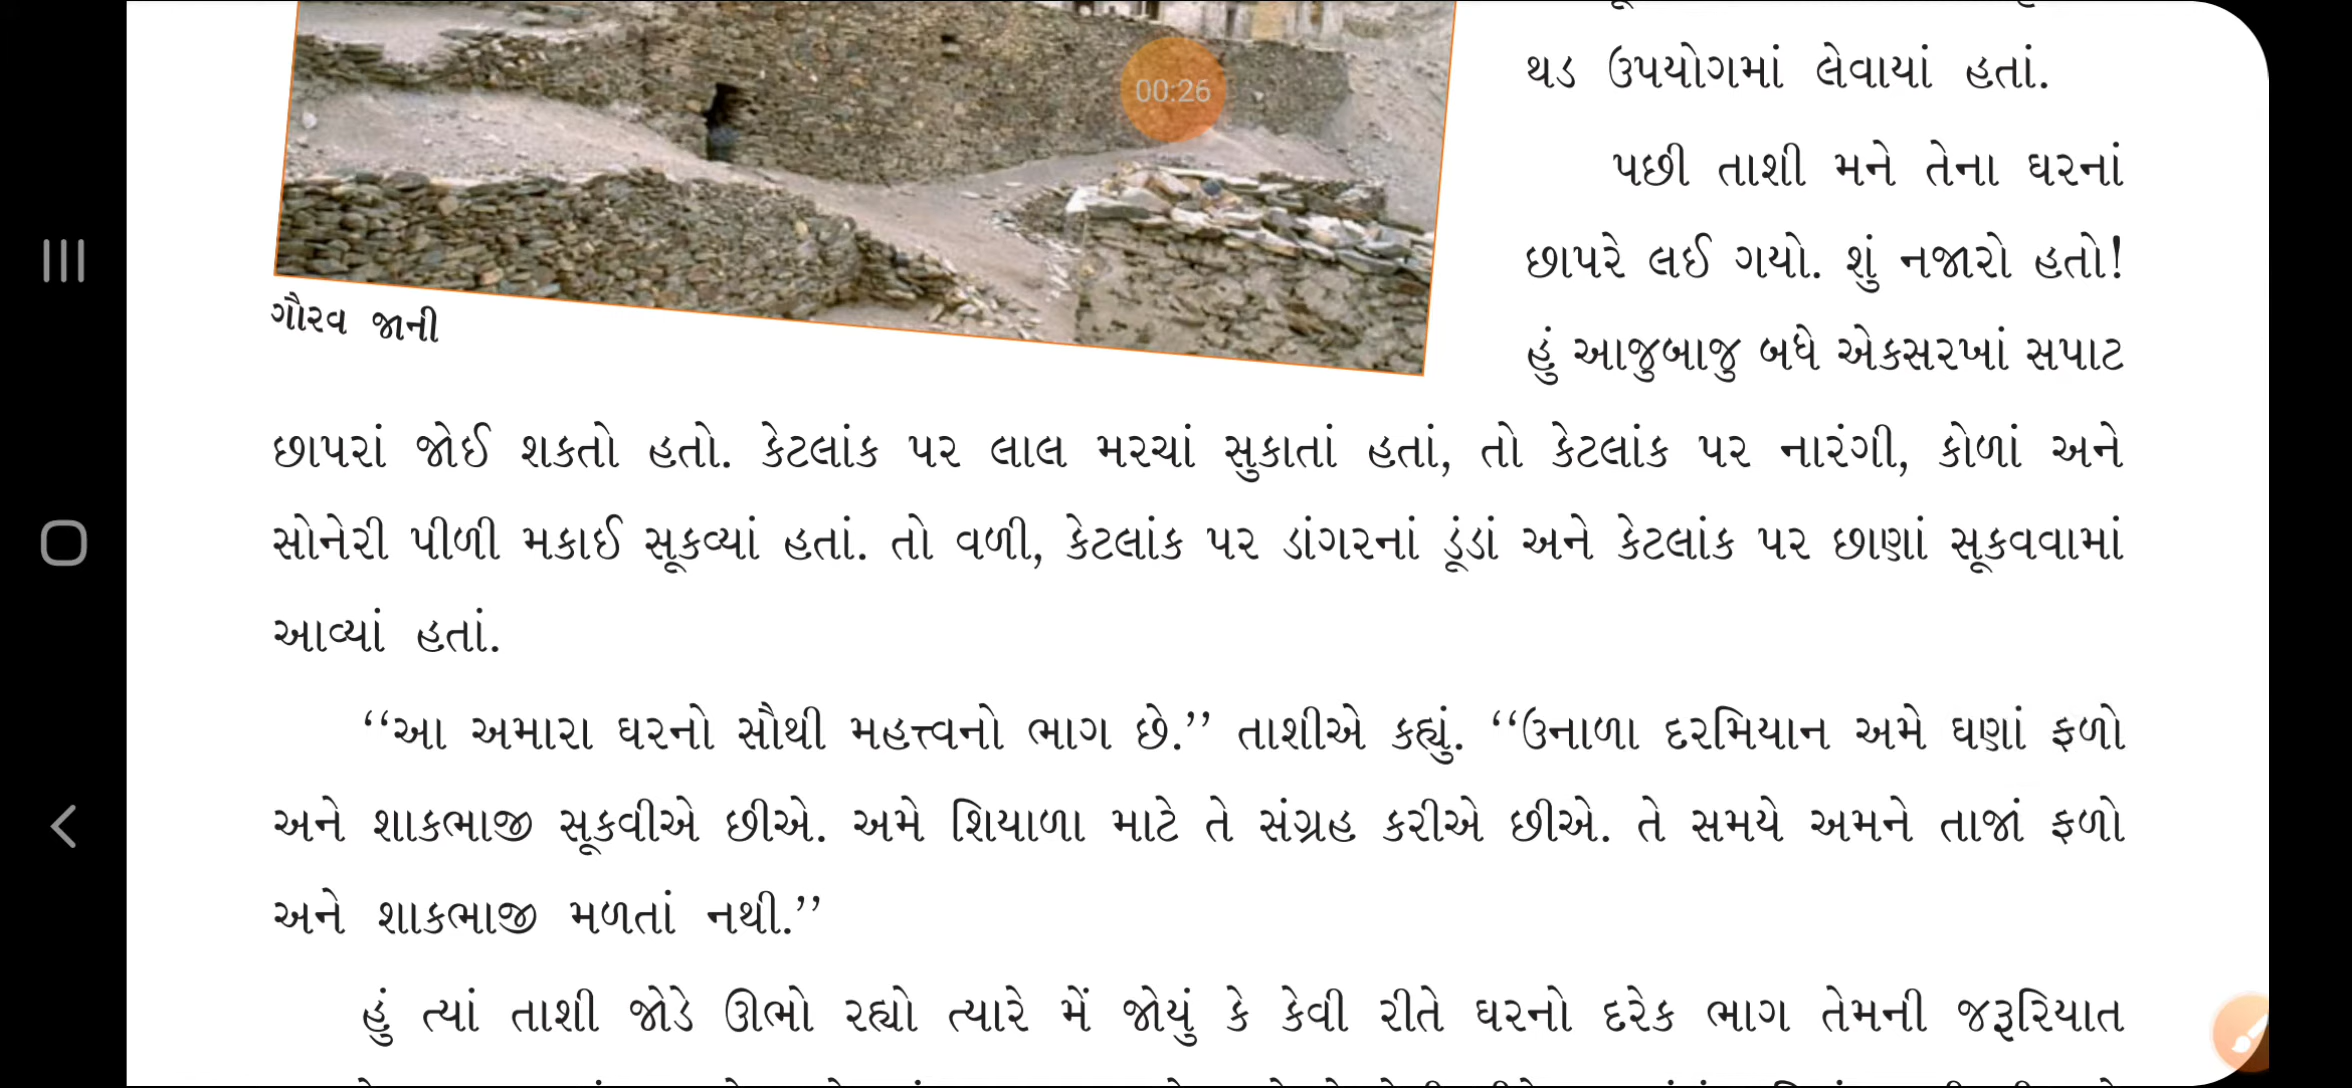 00:26
થડ ઉપયોગમાં લેવાયાં હતાં.
પછી તાશી મને તેના ઘરનાં
છાપરે લઈ ગયો. શું નજારો હતો!
હું આજુબાજુ બધે એકસરખાં સપાટ
ગૌરવ જાની
છાપરાં જોઈ શકતો હતો. કેટલાંક પર લાલ મરચાં સુકાતાં હતાં, તો કેટલાંક પર નારંગી, કોળાં અને
સોનેરી પીળી મકાઈ સૂકવ્યાં હતાં. તો વળી, કેટલાંક પર ડાંગરનાં ડૂંડાં અને કેટલાંક પર છાણાં સૂકવવામાં
આવ્યાં હતાં.
‘‘આ અમારા ઘરનો સૌથી મહત્ત્વનો ભાગ છે.’’ તાશીએ કહ્યું. ‘‘ઉનાળા દરમિયાન અમે ઘણાં ફળો
અને શાકભાજી સૂકવીએ છીએ. અમે શિયાળા માટે તે સંગ્રહ કરીએ છીએ. તે સમયે અમને તાજાં ફળો
અને શાકભાજી મળતાં નથી.’’
હું ત્યાં તાશી જોડે ઊભો રહ્યો ત્યારે મેં જોયું કે કેવી રીતે ઘરનો દરેક ભાગ તેમની જરૂરિયાત